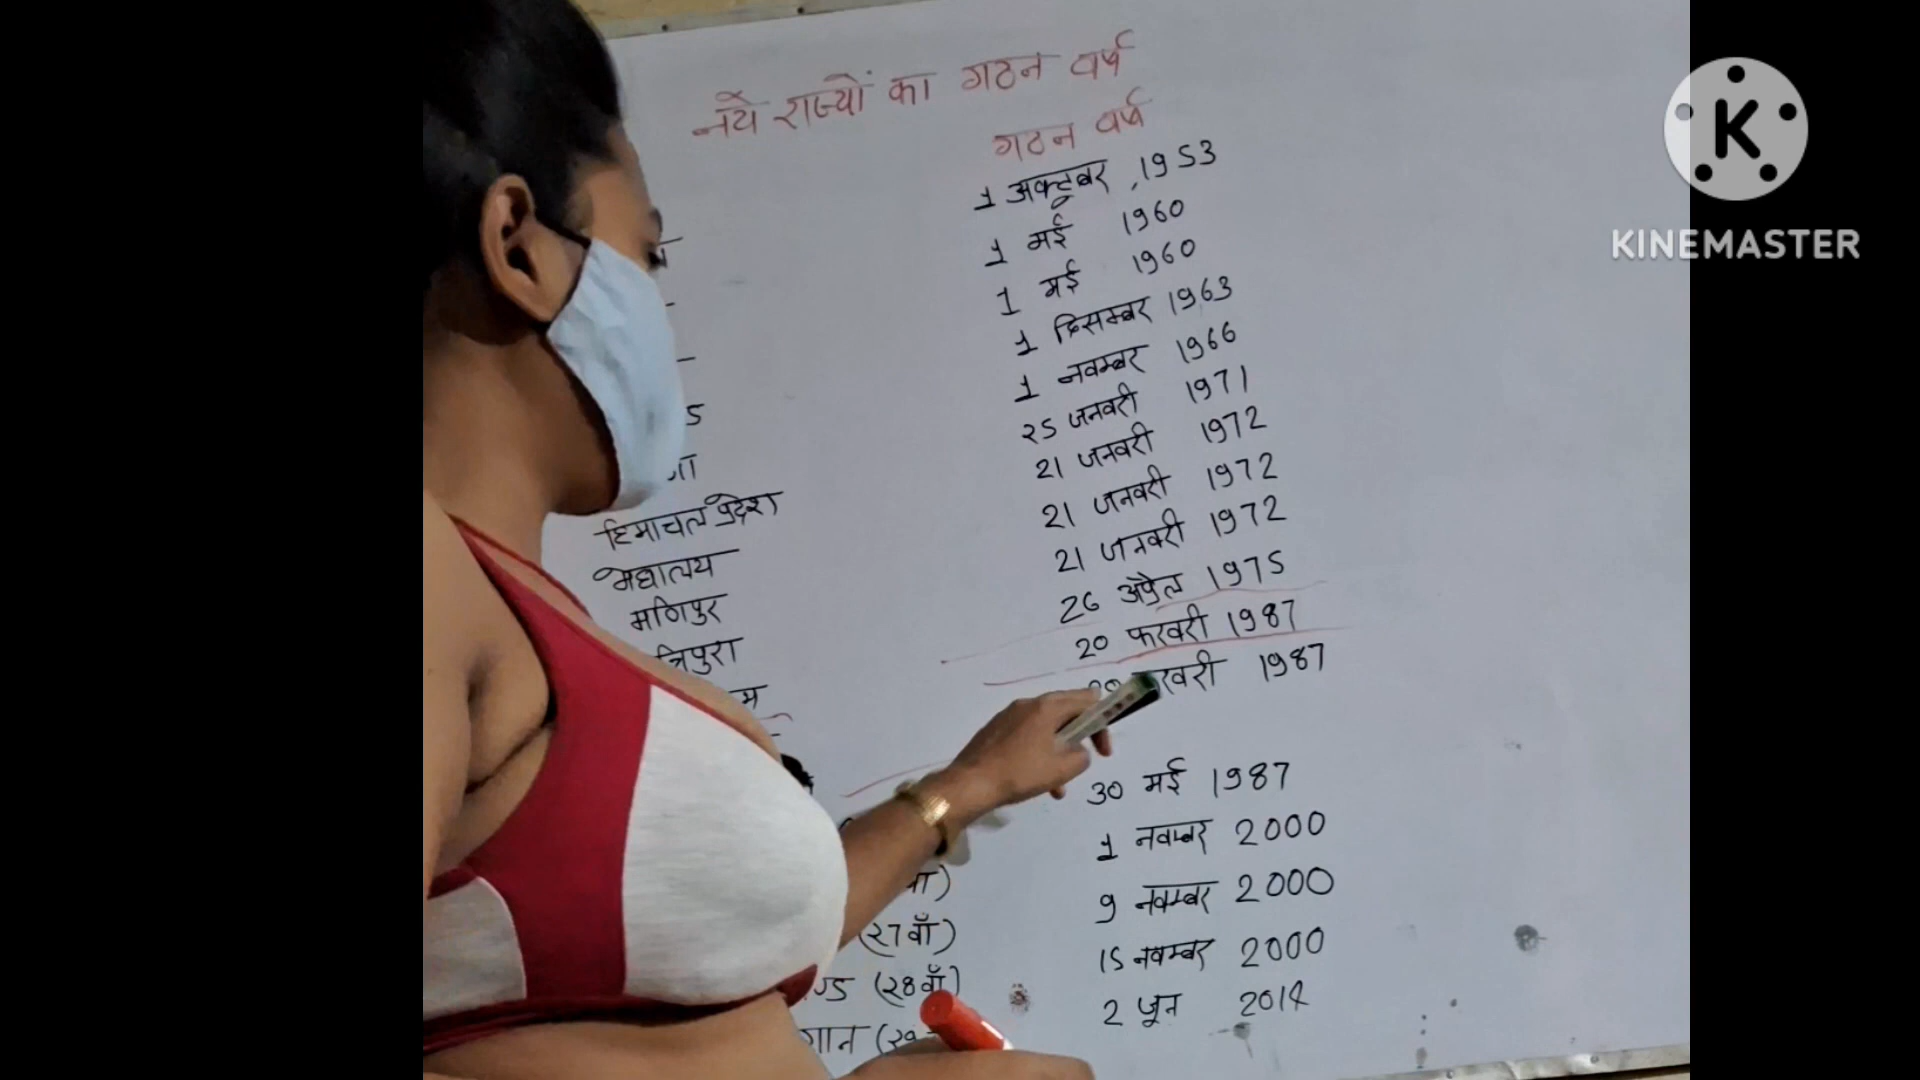 नये राज्यों का गठन वर्ष
गठन वर्ष
1 अक्टूबर , 1953
1 मई 1960
1 मई 1960
1 दिसम्बर 1963
1 नवम्बर 1966
25 जनवरी 1971
हिमाचल प्रदेश 21 जनवरी 1972
मेघालय 21 जनवरी 1972
मणिपुर 21 जनवरी 1972
त्रिपुरा 26 अप्रैल 1975
20 फरवरी 1987
1987
30 मई 1987
1 नवम्बर 2000
9 नवम्बर 2000
(27वाँ) 15 नवम्बर 2000
(28वाँ) 2 जून 2014
K
KINEMASTER